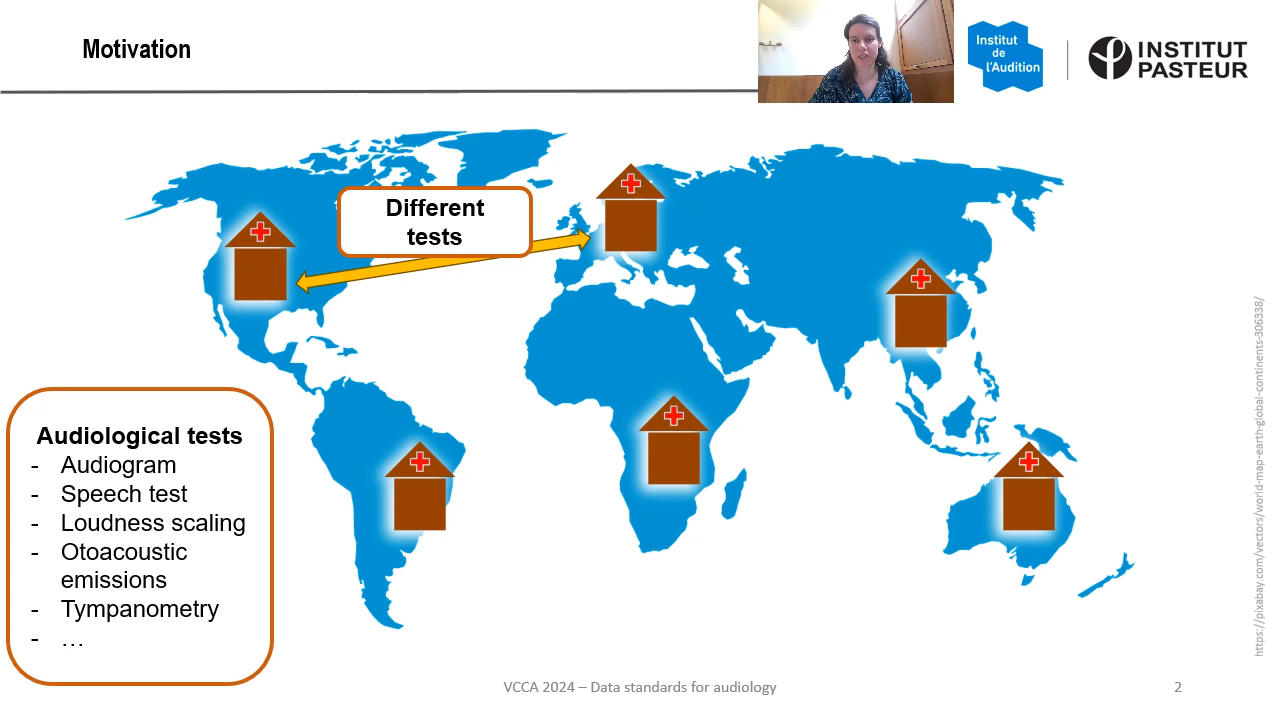 Motivation
Institut
de
l'Audition
INSTITUT
PASTEUR
Different
tests
Audiological tests
- Audiogram
- Speech test
- Loudness scaling
- Otoacoustic
emissions
- Tympanometry
- …
https://pixabay.com/vectors/world-map-earth-global-continents-306338/
VCCA 2024 – Data standards for audiology
2